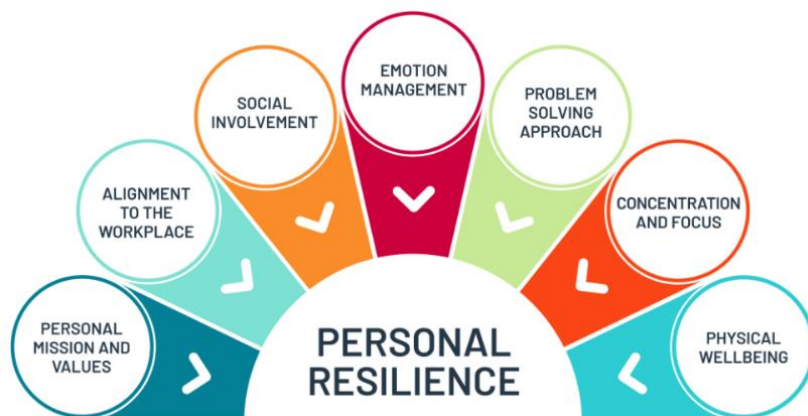 PERSONAL
MISSION AND
VALUES
ALIGNMENT
TO THE
WORKPLACE
SOCIAL
INVOLVEMENT
EMOTION
MANAGEMENT
PROBLEM
SOLVING
APPROACH
CONCENTRATION
AND FOCUS
PHYSICAL
WELLBEING
PERSONAL
RESILIENCE